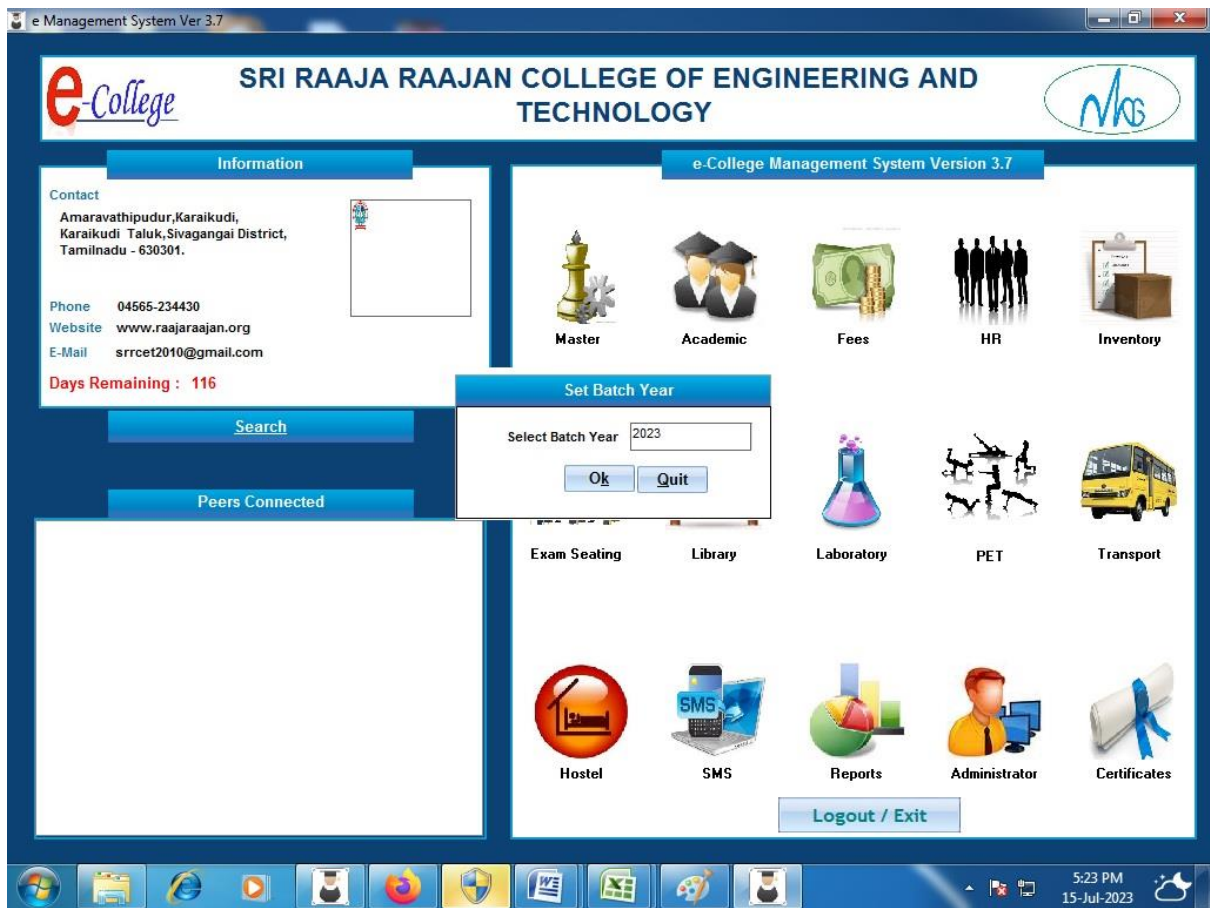 e Management System Ver 3.7
e-College
SRI RAAJA RAAJAN COLLEGE OF ENGINEERING AND
TECHNOLOGY
Information
Contact
Amaravathipudur,Karaikudi,
Karaikudi Taluk,Sivagangai District,
Tamilnadu - 630301.
Phone 04565-234430
Website www.raajaraajan.org
E-Mail srrcet2010@gmail.com
Days Remaining : 116
Search
Peers Connected
e-College Management System Version 3.7
Master Academic Fees HR Inventory
Set Batch Year
Select Batch Year 2023
Ok Quit
Exam Seating Library Laboratory PET Transport
SMS
Hostel SMS Reports Administrator Certificates
Logout / Exit
5:23 PM
15-Jul-2023